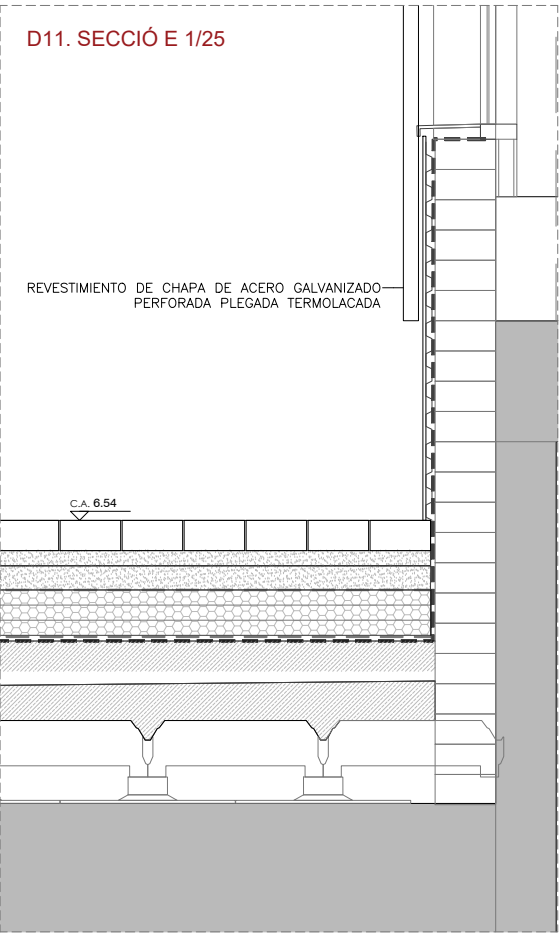 D11. SECCIÓ E 1/25
REVESTIMIENTO DE CHAPA DE ACERO GALVANIZADO
PERFORADA PLEGADA TERMOLACADA
C.A. 6.54